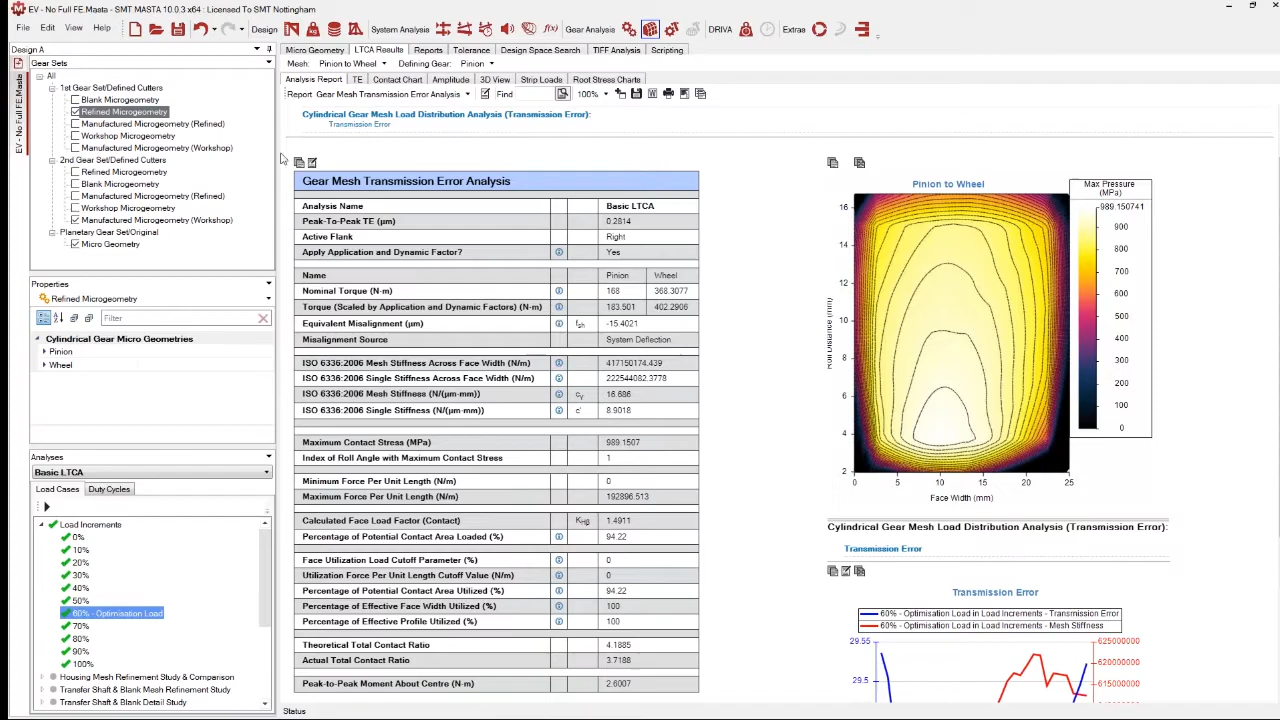 EV - No Full FE.Masta - SMT MASTA 10.0.3 x64 : Licensed To SMT Nottingham
File Edit View Help Design System Analysis f(x) Gear Analysis DRIVA Extras
Design A
EV - No Full FE.Masta
Gear Sets
All
1st Gear Set/Defined Cutters
Blank Microgeometry
Refined Microgeometry
Manufactured Microgeometry (Refined)
Workshop Microgeometry
Manufactured Microgeometry (Workshop)
2nd Gear Set/Defined Cutters
Refined Microgeometry
Blank Microgeometry
Manufactured Microgeometry (Refined)
Workshop Microgeometry
Manufactured Microgeometry (Workshop)
Planetary Gear Set/Original
Micro Geometry
Properties
Refined Microgeometry
Filter
Cylindrical Gear Micro Geometries
Pinion
Wheel
Analyses
Basic LTCA
Load Cases Duty Cycles
Load Increments
0%
10%
20%
30%
40%
50%
60% - Optimisation Load
70%
80%
90%
100%
Housing Mesh Refinement Study & Comparison
Transfer Shaft & Blank Mesh Refinement Study
Transfer Shaft & Blank Detail Study
Micro Geometry LTCA Results Reports Tolerance Design Space Search TIFF Analysis Scripting
Mesh: Pinion to Wheel Defining Gear: Pinion
Analysis Report TE Contact Chart Amplitude 3D View Strip Loads Root Stress Charts
Report Gear Mesh Transmission Error Analysis Find 100%
Cylindrical Gear Mesh Load Distribution Analysis (Transmission Error):
Transmission Error
Gear Mesh Transmission Error Analysis
Analysis Name Basic LTCA
Peak-To-Peak TE (µm) 0.2814
Active Flank Right
Apply Application and Dynamic Factor? Yes
Name Pinion Wheel
Nominal Torque (N·m) 168 368.3077
Torque (Scaled by Application and Dynamic Factors) (N·m) 183.501 402.2906
Equivalent Misalignment (µm) fsh -15.4021
Misalignment Source System Deflection
ISO 6336:2006 Mesh Stiffness Across Face Width (N/m) 417150174.439
ISO 6336:2006 Single Stiffness Across Face Width (N/m) 222544082.3778
ISO 6336:2006 Mesh Stiffness (N/(µm·mm)) cγ 16.686
ISO 6336:2006 Single Stiffness (N/(µm·mm)) c' 8.9018
Maximum Contact Stress (MPa) 989.1507
Index of Roll Angle with Maximum Contact Stress 1
Minimum Force Per Unit Length (N/m) 0
Maximum Force Per Unit Length (N/m) 192896.513
Calculated Face Load Factor (Contact) KHβ 1.4911
Percentage of Potential Contact Area Loaded (%) 94.22
Face Utilization Load Cutoff Parameter (%) 0
Utilization Force Per Unit Length Cutoff Value (N/m) 0
Percentage of Potential Contact Area Utilized (%) 94.22
Percentage of Effective Face Width Utilized (%) 100
Percentage of Effective Profile Utilized (%) 100
Theoretical Total Contact Ratio 4.1885
Actual Total Contact Ratio 3.7188
Peak-to-Peak Moment About Centre (N·m) 2.6007
Status
Pinion to Wheel
Max Pressure
(MPa)
989.150741
900
800
700
600
500
400
300
200
100
0
Roll Distance (mm)
16
14
12
10
8
6
4
2
0 5 10 15 20 25
Face Width (mm)
Cylindrical Gear Mesh Load Distribution Analysis (Transmission Error):
Transmission Error
Transmission Error
60% - Optimisation Load in Load Increments - Transmission Error
60% - Optimisation Load in Load Increments - Mesh Stiffness
29.55 625000000
620000000
29.5 615000000